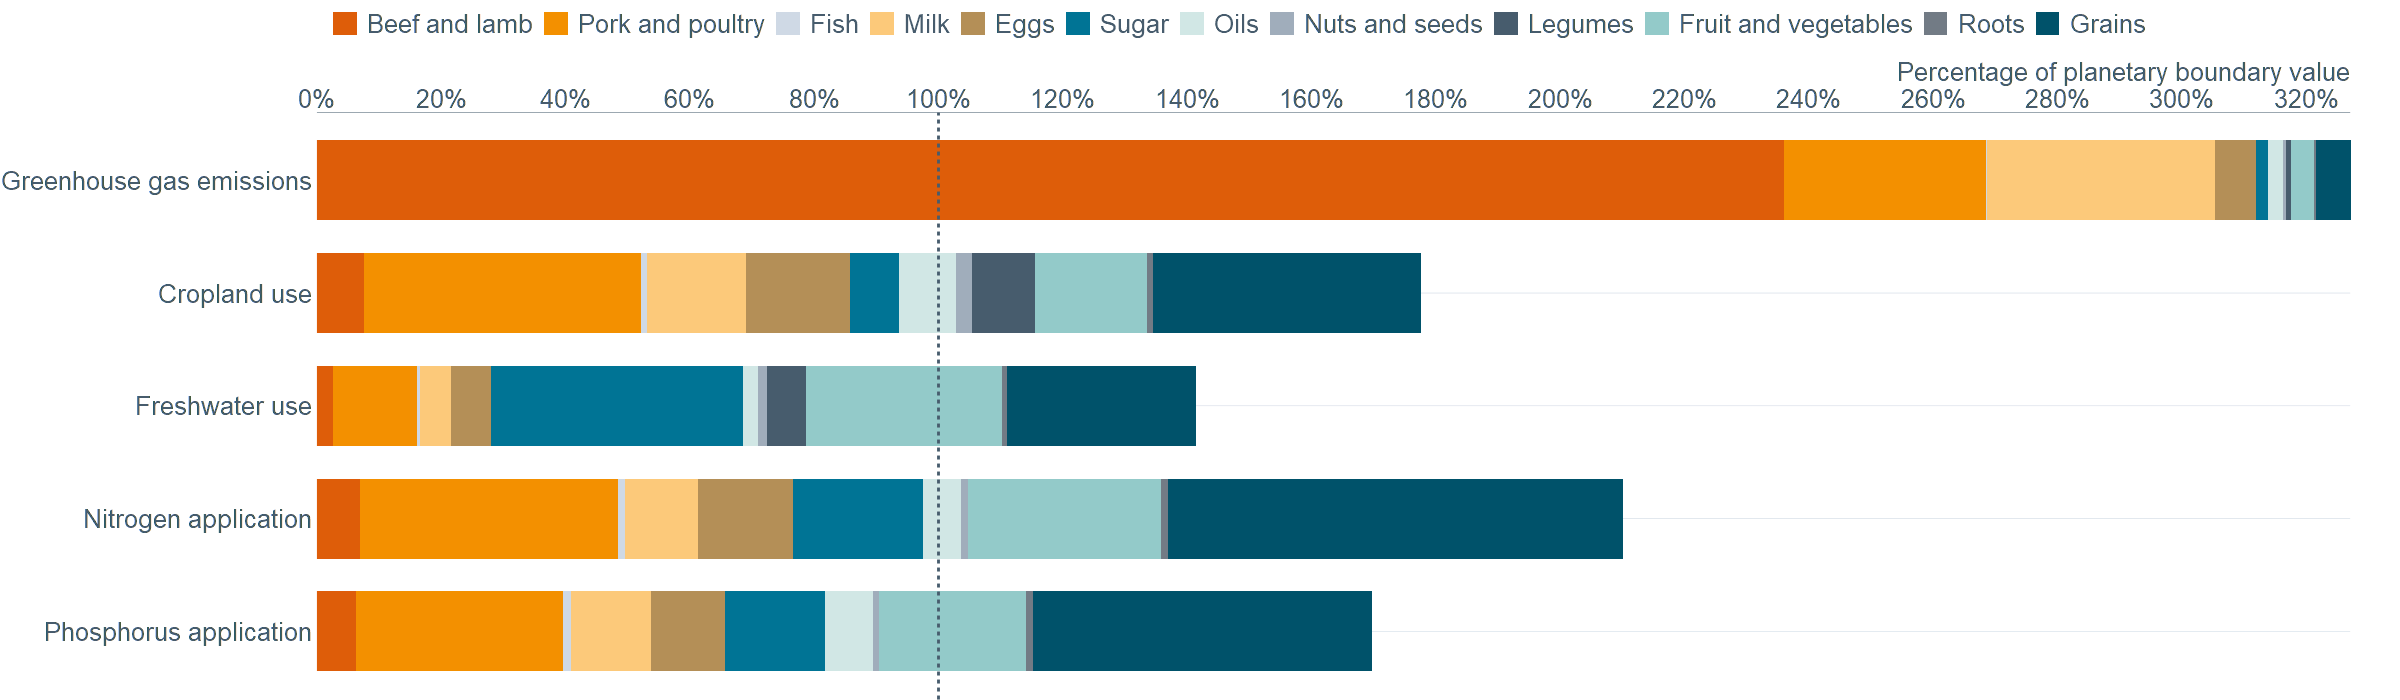 Beef and lamb Pork and poultry Fish Milk Eggs Sugar Oils Nuts and seeds Legumes Fruit and vegetables Roots Grains
Percentage of planetary boundary value
0% 20% 40% 60% 80% 100% 120% 140% 160% 180% 200% 220% 240% 260% 280% 300% 320%
Greenhouse gas emissions
Cropland use
Freshwater use
Nitrogen application
Phosphorus application